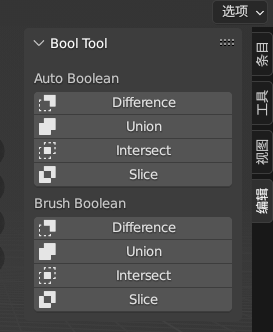 选项
Bool Tool
Auto Boolean
Difference
Union
Intersect
Slice
Brush Boolean
Difference
Union
Intersect
Slice
条目
工具
视图
编辑